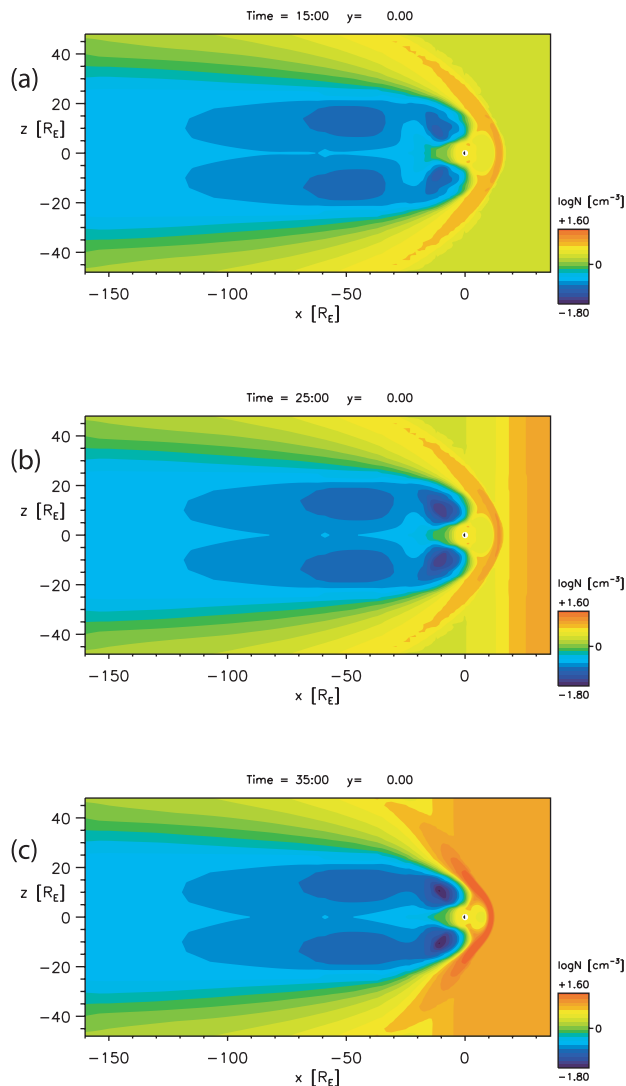 Time = 15:00 y= 0.00
(a)
z [R_E]
40
20
0
−20
−40
−150 −100 −50 0
x [R_E]
logN [cm⁻³]
+1.60
0
−1.80
Time = 25:00 y= 0.00
(b)
z [R_E]
40
20
0
−20
−40
−150 −100 −50 0
x [R_E]
logN [cm⁻³]
+1.60
0
−1.80
Time = 35:00 y= 0.00
(c)
z [R_E]
40
20
0
−20
−40
−150 −100 −50 0
x [R_E]
logN [cm⁻³]
+1.60
0
−1.80